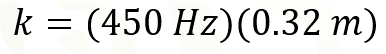 k = (450 Hz)(0.32 m)